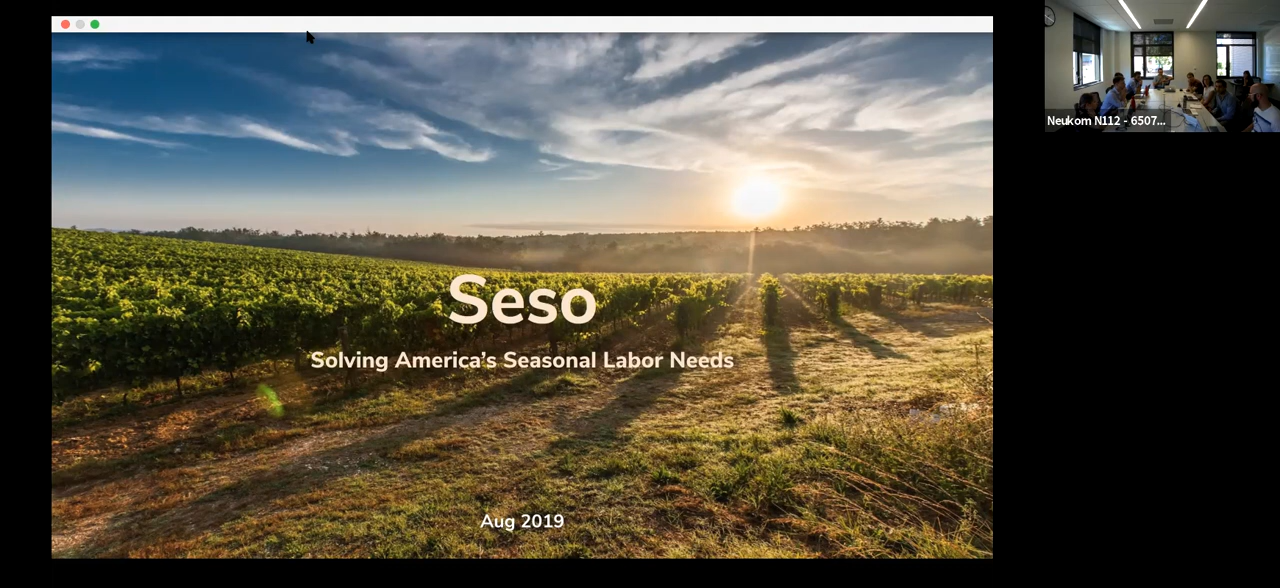 Seso
Solving America's Seasonal Labor Needs
Aug 2019
Neukom N112 - 6507...